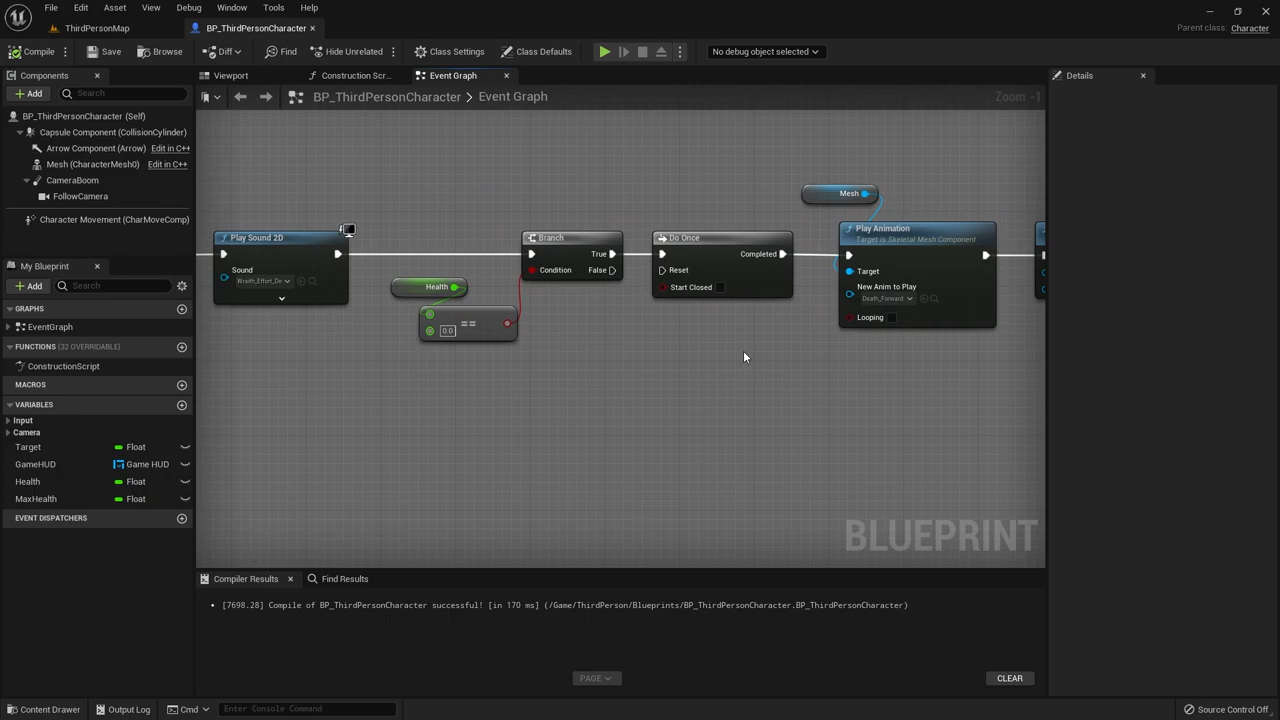 File Edit Asset View Debug Window Tools Help
ThirdPersonMap
BP_ThirdPersonCharacter
Parent class: Character
Compile
Save
Browse
Diff
Find
Hide Unrelated
Class Settings
Class Defaults
No debug object selected
Components
Viewport
Construction Scr...
Event Graph
Details
Add
Search
BP_ThirdPersonCharacter > Event Graph
Zoom -1
BP_ThirdPersonCharacter (Self)
Capsule Component (CollisionCylinder)
Arrow Component (Arrow) Edit in C++
Mesh (CharacterMesh0) Edit in C++
CameraBoom
FollowCamera
Character Movement (CharMoveComp)
My Blueprint
Add
Search
GRAPHS
EventGraph
FUNCTIONS (32 OVERRIDABLE)
ConstructionScript
MACROS
VARIABLES
Input
Camera
Target Float
GameHUD Game HUD
Health Float
MaxHealth Float
EVENT DISPATCHERS
Play Sound 2D
Sound
Wraith_Effort_De
Health
0.0
==
Branch
True
Condition
False
Do Once
Completed
Reset
Start Closed
Mesh
Play Animation
Target is Skeletal Mesh Component
Target
New Anim to Play
Death_Forward
Looping
BLUEPRINT
Compiler Results
Find Results
[7698.28] Compile of BP_ThirdPersonCharacter successful! [in 170 ms] (/Game/ThirdPerson/Blueprints/BP_ThirdPersonCharacter.BP_ThirdPersonCharacter)
PAGE
CLEAR
Content Drawer
Output Log
Cmd
Enter Console Command
Source Control Off